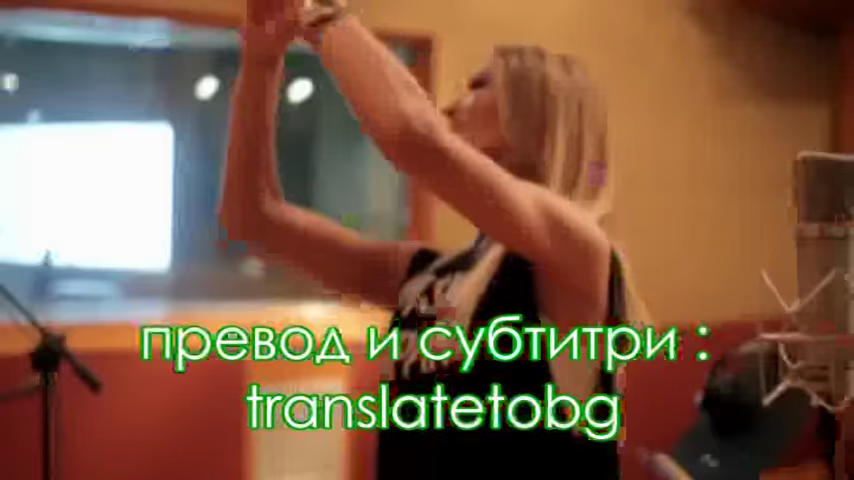 превод и субтитри :
translatetobg